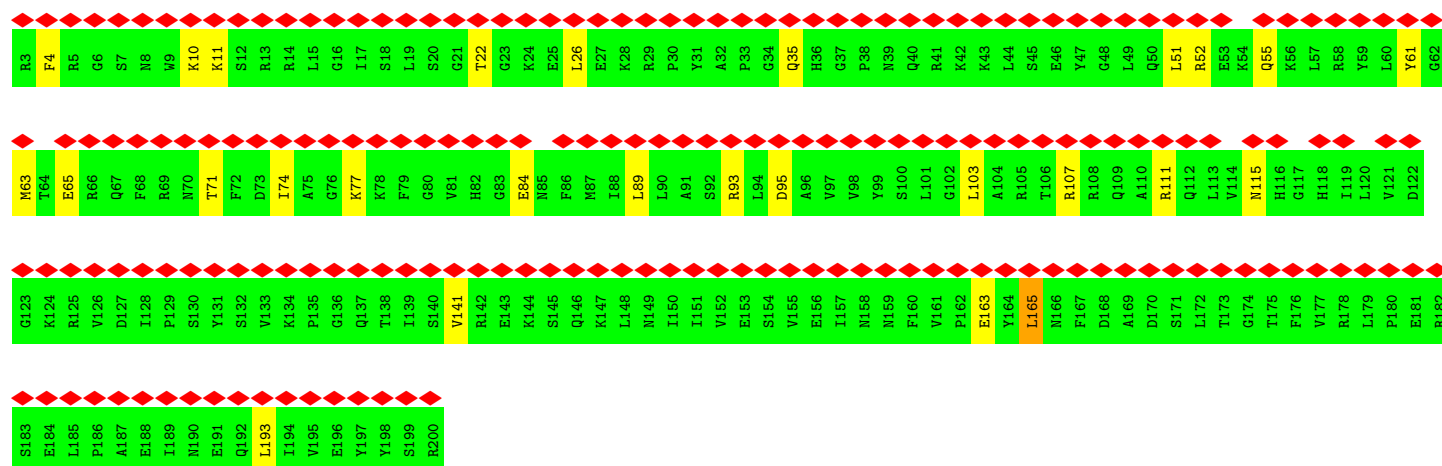 R3 F4 R5 G6 S7 N8 W9 K10 K11 S12 R13 R14 L15 G16 I17 S18 L19 S20 G21 T22 G23 K24 E25 L26 E27 K28 R29 P30 Y31 A32 P33 G34 Q35 H36 G37 P38 N39 Q40 R41 K42 K43 L44 S45 E46 Y47 G48 L49 Q50 L51 R52 E53 K54 Q55 K56 L57 R58 Y59 L60 Y61 G62
M63 T64 E65 R66 Q67 F68 R69 N70 T71 F72 D73 I74 A75 G76 K77 K78 F79 G80 V81 H82 G83 E84 N85 F86 M87 I88 L89 L90 A91 S92 R93 L94 D95 A96 V97 V98 Y99 S100 L101 G102 L103 A104 R105 T106 R107 R108 Q109 A110 R111 Q112 L113 V114 N115 H116 G117 H118 I119 L120 V121 D122
G123 K124 R125 V126 D127 I128 P129 S130 Y131 S132 V133 K134 P135 G136 Q137 T138 I139 S140 V141 R142 E143 K144 S145 Q146 K147 L148 N149 I150 I151 V152 E153 S154 V155 E156 I157 N158 N159 F160 V161 P162 E163 Y164 L165 N166 F167 D168 A169 D170 S171 L172 T173 G174 T175 F176 V177 R178 L179 P180 E181 R182
S183 E184 L185 P186 A187 E188 I189 N190 E191 Q192 L193 I194 V195 E196 Y197 Y198 S199 R200